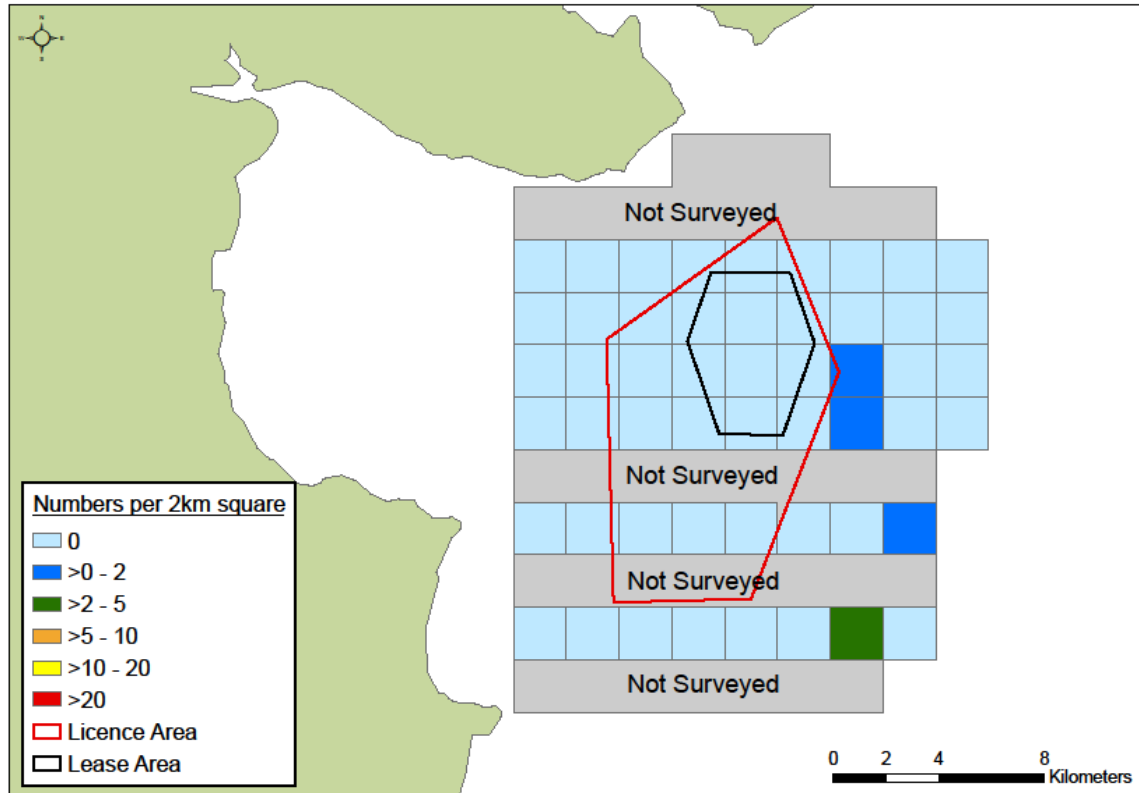 N
W E
S
Not Surveyed
Not Surveyed
Not Surveyed
Not Surveyed
Numbers per 2km square
0
>0 - 2
>2 - 5
>5 - 10
>10 - 20
>20
Licence Area
Lease Area
0 2 4 8
Kilometers